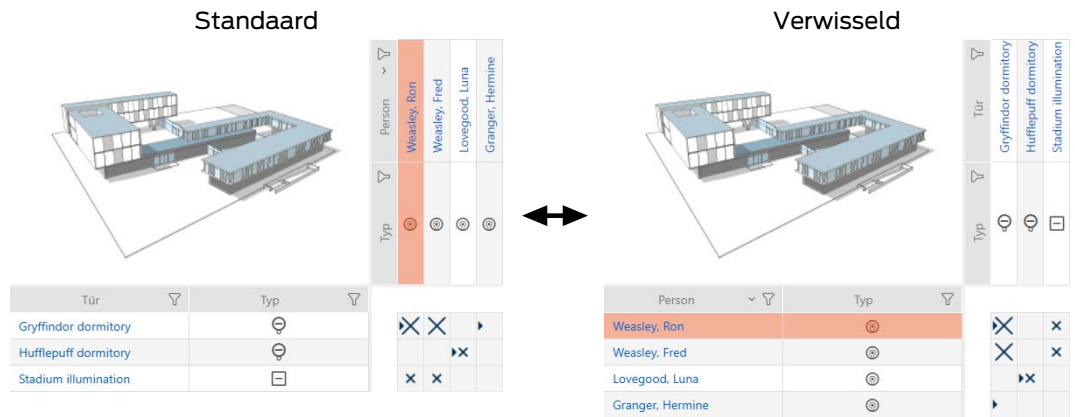 Standaard
Person
Weasley, Ron
Weasley, Fred
Lovegood, Luna
Granger, Hermine
Typ
Tür
Typ
Gryffindor dormitory
Hufflepuff dormitory
Stadium illumination
Verwisseld
Tür
Gryffindor dormitory
Hufflepuff dormitory
Stadium illumination
Typ
Person
Typ
Weasley, Ron
Weasley, Fred
Lovegood, Luna
Granger, Hermine